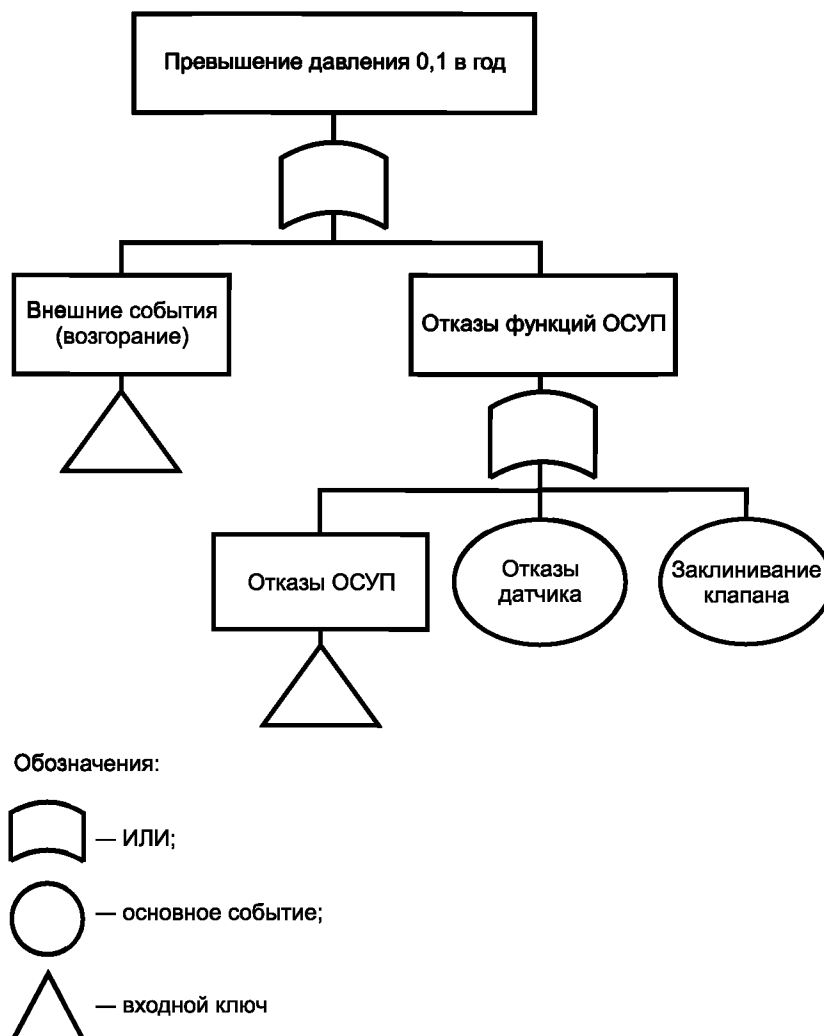 Превышение давления 0,1 в год
Внешние события
(возгорание)
Отказы функций ОСУП
Отказы ОСУП
Отказы
датчика
Заклинивание
клапана
Обозначения:
— ИЛИ;
— основное событие;
— входной ключ